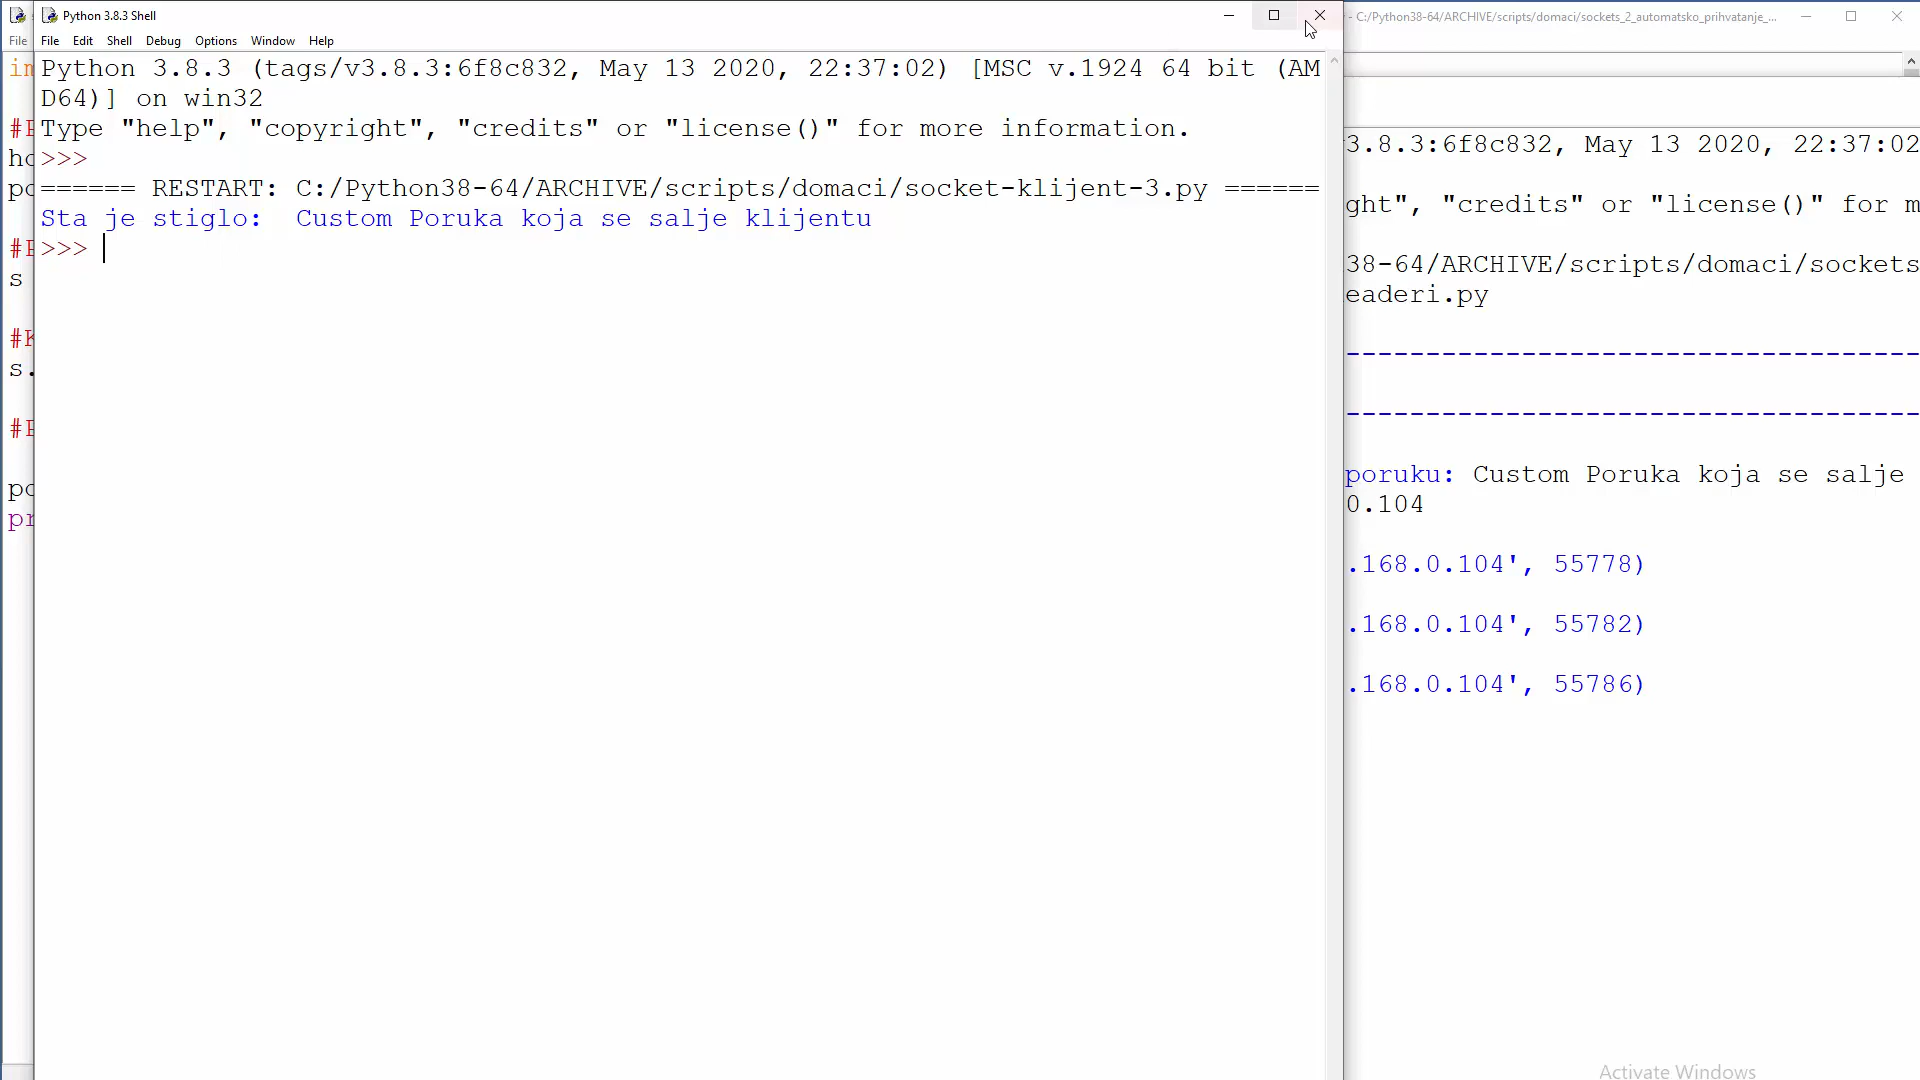 Python 3.8.3 Shell
File Edit Shell Debug Options Window Help
Python 3.8.3 (tags/v3.8.3:6f8c832, May 13 2020, 22:37:02) [MSC v.1924 64 bit (AM
D64)] on win32
Type "help", "copyright", "credits" or "license()" for more information.
>>>
====== RESTART: C:/Python38-64/ARCHIVE/scripts/domaci/socket-klijent-3.py ======
Sta je stiglo:  Custom Poruka koja se salje klijentu
>>>
File
- C:/Python38-64/ARCHIVE/scripts/domaci/sockets_2_automatsko_prihvatanje_...
3.8.3:6f8c832, May 13 2020, 22:37:02
ght", "credits" or "license()" for m
38-64/ARCHIVE/scripts/domaci/sockets
eaderi.py
------------------------------------
------------------------------------
poruku: Custom Poruka koja se salje
0.104
.168.0.104', 55778)
.168.0.104', 55782)
.168.0.104', 55786)
Activate Windows